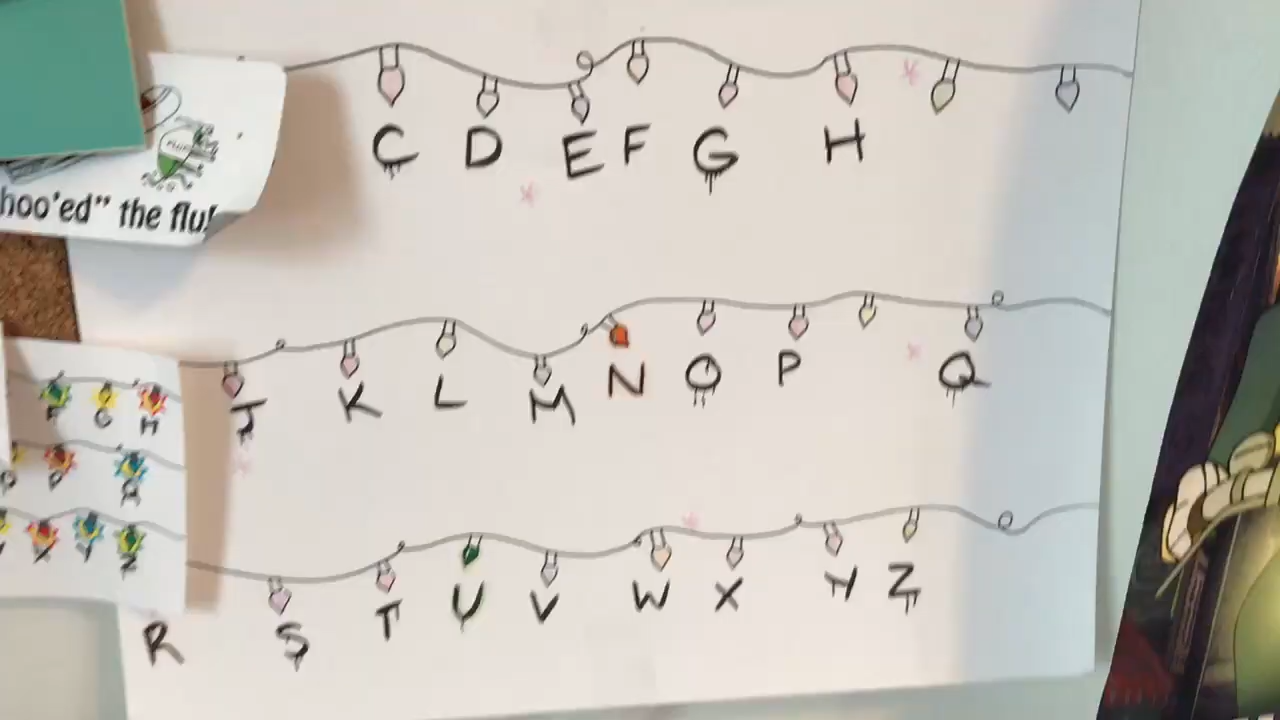 C D E F G H
hoo'ed" the flu!
J K L M N O P Q
F G H
P Q
X Y Z
R S T U V W X Y Z